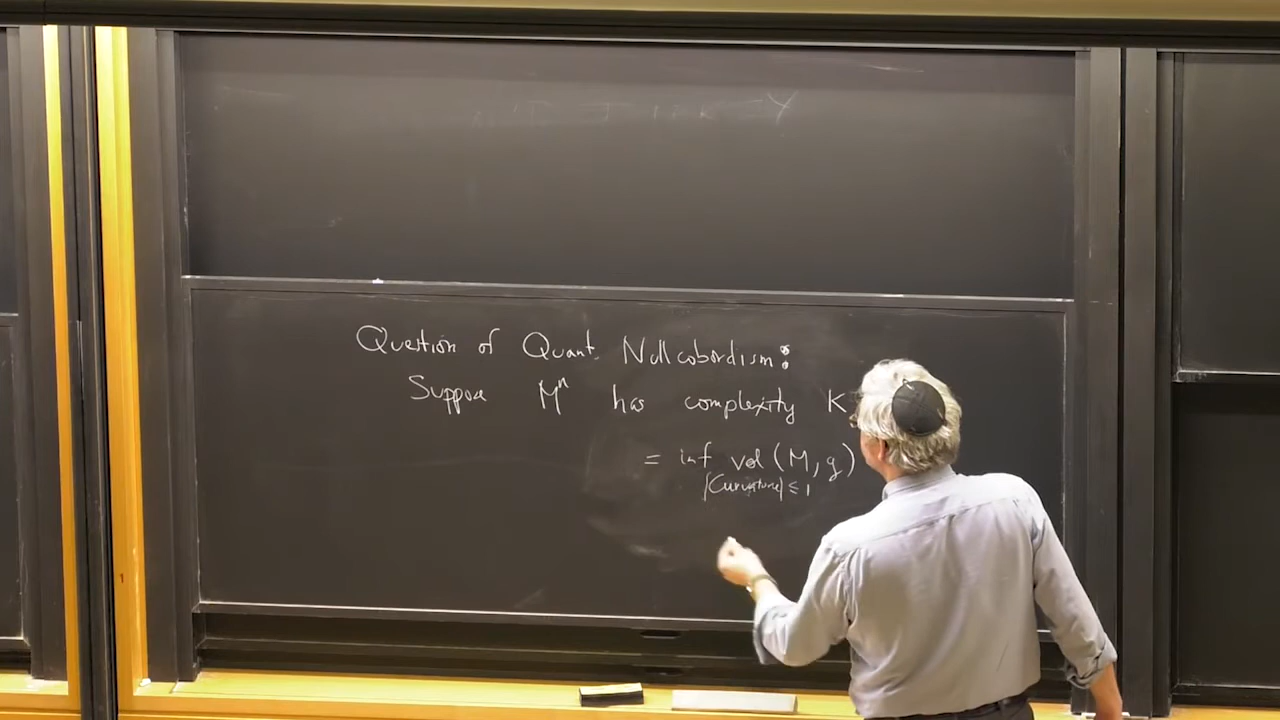 Question of Quant. Nullcobordism:
Suppose Mⁿ has complexity K
= inf vol (M, g)
|Curvature| ≤ 1